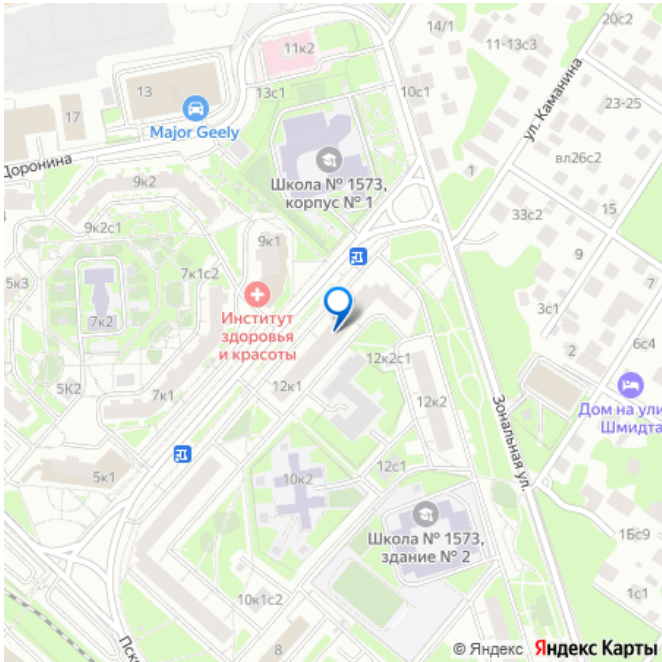 14/1
20с2
11к2
11-13с3
ул. Каманина
13
13с1
10с1
23-25
17
Major Geely
Доронина
Школа № 1573,
корпус № 1
1
вл26с2
9к2
33с2
15
9к2с1
9к1
9
5к3
7к1с2
7
3с1
7к2
Институт
здоровья
и красоты
6с4
5К2
2
12к2с1
7к1
12к1
12к2
Дом на ули
Шмидта
Зональная ул.
5к1
10к2
12с1
Школа № 1573,
здание № 2
1Бс9
10к1с2
1с1
Пско
8
© Яндекс Яндекс Карты